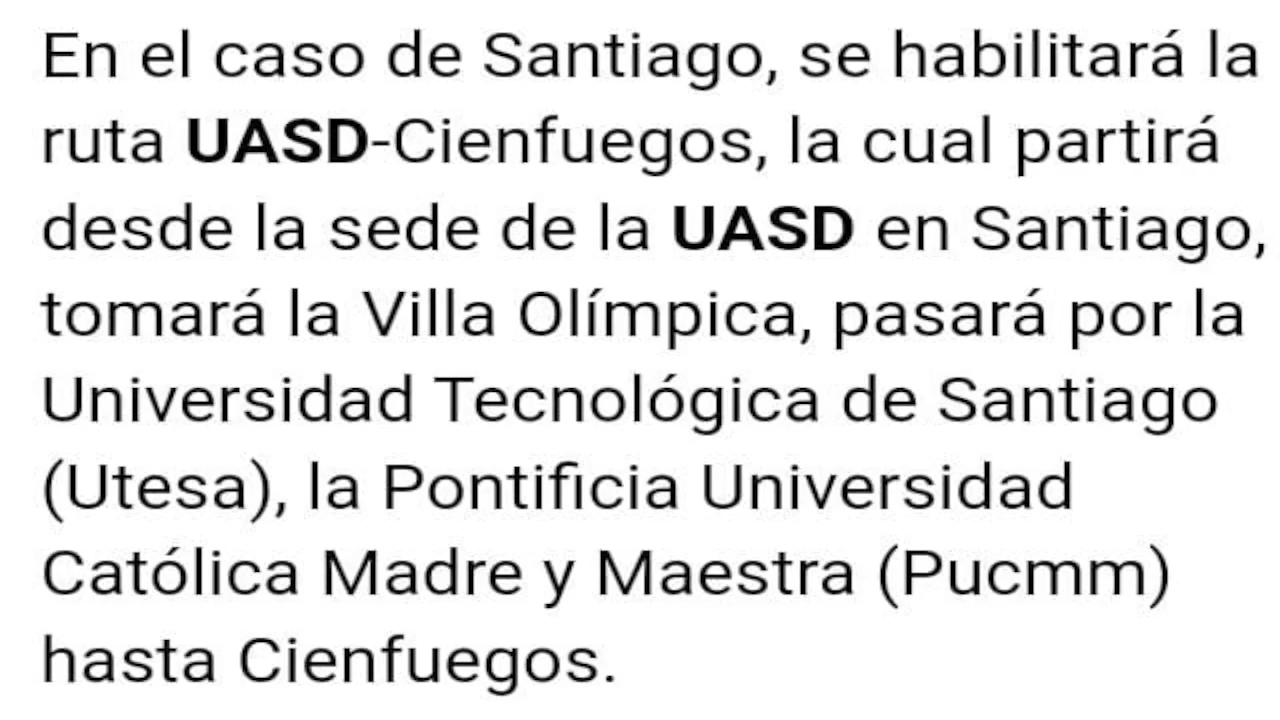 En el caso de Santiago, se habilitará la
ruta UASD-Cienfuegos, la cual partirá
desde la sede de la UASD en Santiago,
tomará la Villa Olímpica, pasará por la
Universidad Tecnológica de Santiago
(Utesa), la Pontificia Universidad
Católica Madre y Maestra (Pucmm)
hasta Cienfuegos.